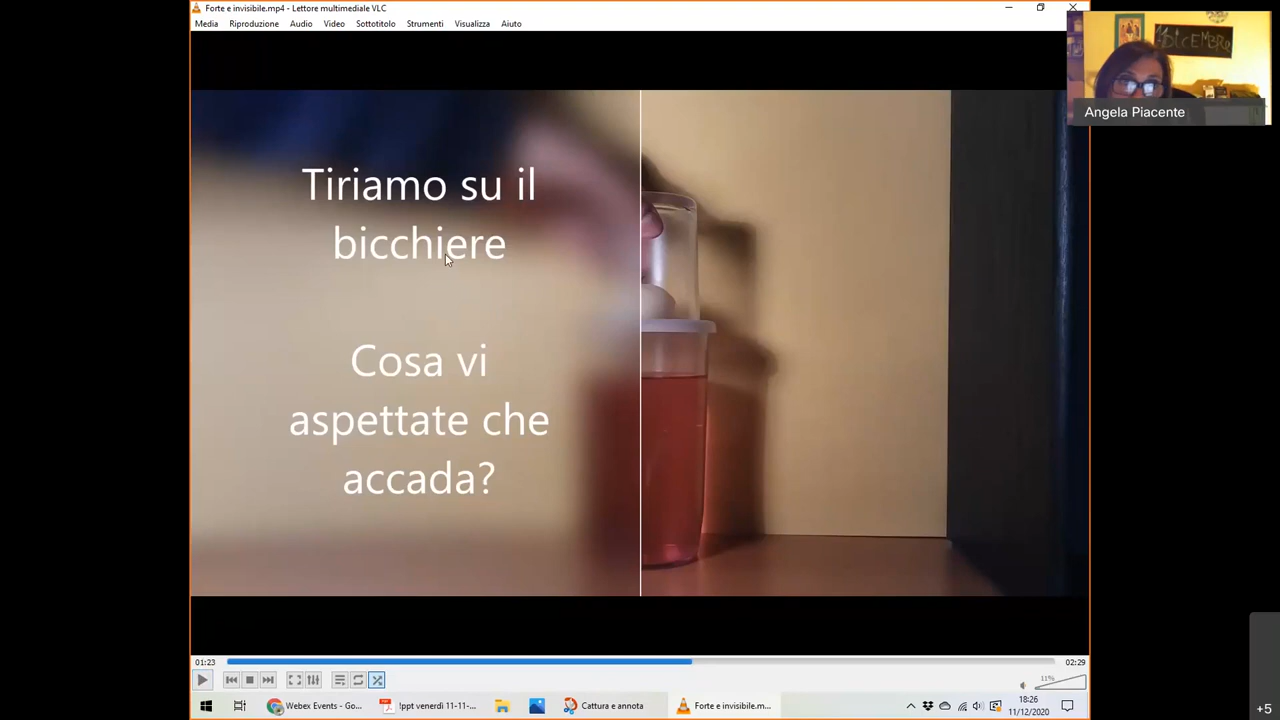 Forte e invisibile.mp4 - Lettore multimediale VLC
Media Riproduzione Audio Video Sottotitolo Strumenti Visualizza Aiuto
DICEMBRE
Angela Piacente
Tiriamo su il
bicchiere
Cosa vi
aspettate che
accada?
01:23
02:29
11%
Webex Events - Go...
!ppt venerdì 11-11-...
Cattura e annota
Forte e invisibile.m...
18:26
11/12/2020
+5